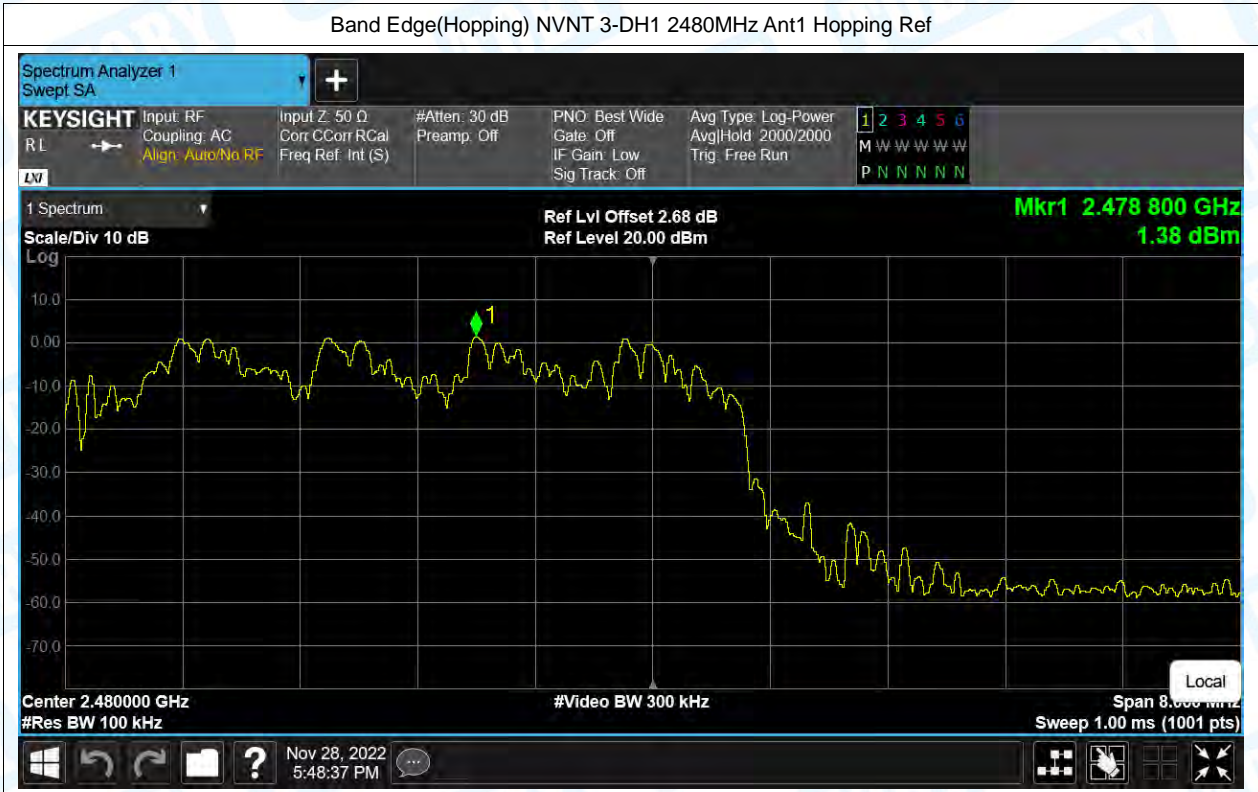 Band Edge(Hopping) NVNT 3-DH1 2480MHz Ant1 Hopping Ref
Spectrum Analyzer 1
Swept SA
+
KEYSIGHT
RL
LXI
Input: RF
Coupling: AC
Align: Auto/No RF
Input Z: 50 Ω
Corr CCorr RCal
Freq Ref: Int (S)
#Atten: 30 dB
Preamp: Off
PNO: Best Wide
Gate: Off
IF Gain: Low
Sig Track: Off
Avg Type: Log-Power
Avg|Hold: 2000/2000
Trig: Free Run
1 2 3 4 5 6
M W W W W W
P N N N N N
1 Spectrum
Scale/Div 10 dB
Log
Ref Lvl Offset 2.68 dB
Ref Level 20.00 dBm
Mkr1 2.478 800 GHz
1.38 dBm
10.0
0.00
-10.0
-20.0
-30.0
-40.0
-50.0
-60.0
-70.0
1
Center 2.480000 GHz
#Res BW 100 kHz
#Video BW 300 kHz
Local
Span 8.000 MHz
Sweep 1.00 ms (1001 pts)
?
Nov 28, 2022
5:48:37 PM